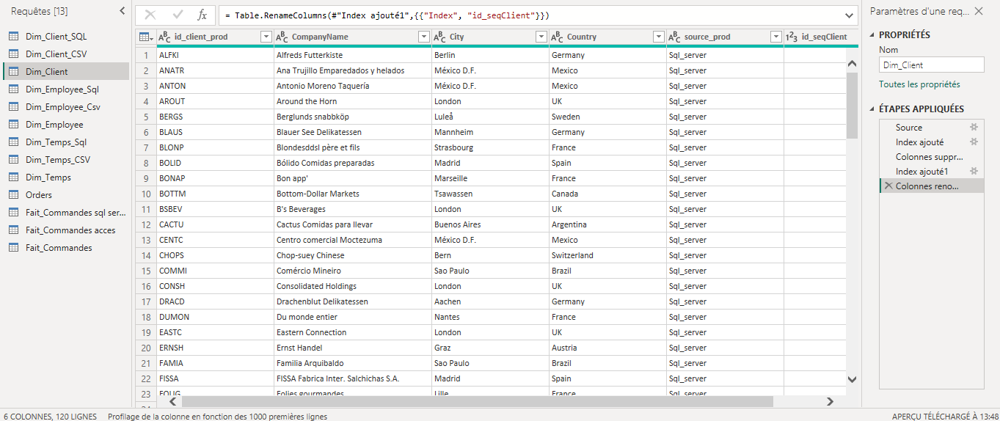 Requêtes [13]
Dim_Client_SQL
Dim_Client_CSV
Dim_Client
Dim_Employee_Sql
Dim_Employee_Csv
Dim_Employee
Dim_Temps_Sql
Dim_Temps_CSV
Dim_Temps
Orders
Fait_Commandes sql ser...
Fait_Commandes acces
Fait_Commandes
fx = Table.RenameColumns(#"Index ajouté1",{{"Index", "id_seqClient"}})
ABC id_client_prod ABC CompanyName ABC City ABC Country ABC source_prod 123 id_seqClient
1 ALFKI Alfreds Futterkiste Berlin Germany Sql_server
2 ANATR Ana Trujillo Emparedados y helados México D.F. Mexico Sql_server
3 ANTON Antonio Moreno Taquería México D.F. Mexico Sql_server
4 AROUT Around the Horn London UK Sql_server
5 BERGS Berglunds snabbköp Luleå Sweden Sql_server
6 BLAUS Blauer See Delikatessen Mannheim Germany Sql_server
7 BLONP Blondesddsl père et fils Strasbourg France Sql_server
8 BOLID Bólido Comidas preparadas Madrid Spain Sql_server
9 BONAP Bon app' Marseille France Sql_server
10 BOTTM Bottom-Dollar Markets Tsawassen Canada Sql_server
11 BSBEV B's Beverages London UK Sql_server
12 CACTU Cactus Comidas para llevar Buenos Aires Argentina Sql_server
13 CENTC Centro comercial Moctezuma México D.F. Mexico Sql_server
14 CHOPS Chop-suey Chinese Bern Switzerland Sql_server
15 COMMI Comércio Mineiro Sao Paulo Brazil Sql_server
16 CONSH Consolidated Holdings London UK Sql_server
17 DRACD Drachenblut Delikatessen Aachen Germany Sql_server
18 DUMON Du monde entier Nantes France Sql_server
19 EASTC Eastern Connection London UK Sql_server
20 ERNSH Ernst Handel Graz Austria Sql_server
21 FAMIA Familia Arquibaldo Sao Paulo Brazil Sql_server
22 FISSA FISSA Fabrica Inter. Salchichas S.A. Madrid Spain Sql_server
23 FOLIG Folies gourmandes Lille France Sql_server
Paramètres d'une req...
PROPRIÉTÉS
Nom
Dim_Client
Toutes les propriétés
ÉTAPES APPLIQUÉES
Source
Index ajouté
Colonnes suppr...
Index ajouté1
Colonnes reno...
6 COLONNES, 120 LIGNES Profilage de la colonne en fonction des 1000 premières lignes APERÇU TÉLÉCHARGÉ À 13:48